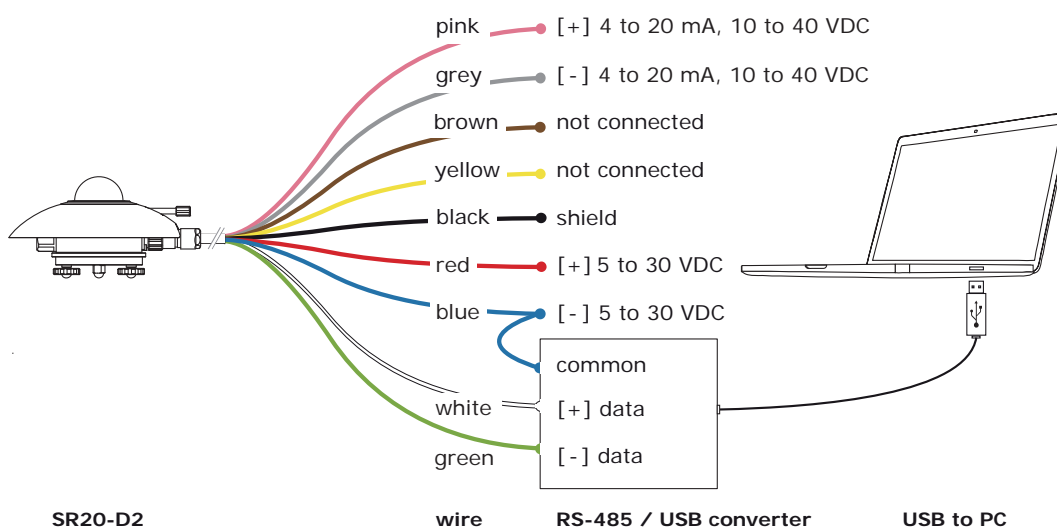 pink [+] 4 to 20 mA, 10 to 40 VDC
grey [-] 4 to 20 mA, 10 to 40 VDC
brown not connected
yellow not connected
black shield
red [+] 5 to 30 VDC
blue [-] 5 to 30 VDC
common
white [+] data
green [-] data
SR20-D2 wire RS-485 / USB converter USB to PC